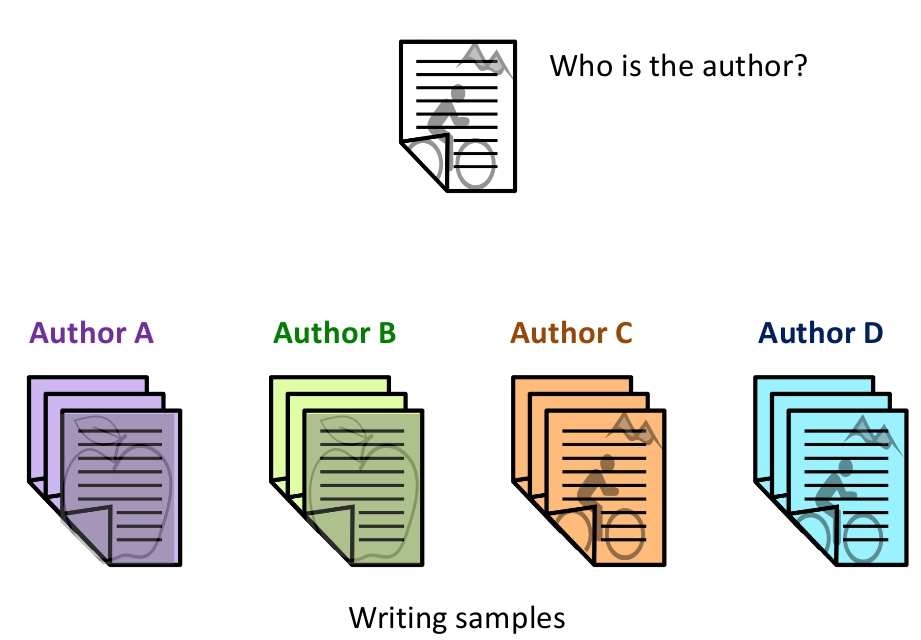 Who is the author?
Author A
Author B
Author C
Author D
Writing samples